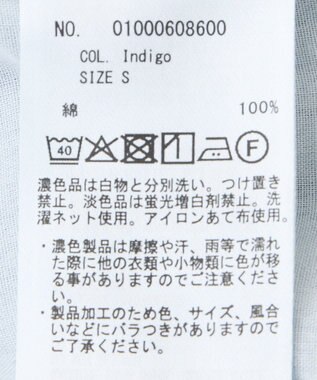 NO. 01000608600
COL. Indigo
SIZE S
綿 100%
40 F
濃色品は白物と分別洗い。つけ置き
禁止。淡色品は蛍光増白剤禁止。洗
濯ネット使用。アイロンあて布使用。
・濃色製品は摩擦や汗、雨等で濡れ
た際に他の衣類や小物類に色が移
る事がありますのでご注意くださ
い。
・製品加工のため色、サイズ、風合
いなどにバラつきがありますので
ご了承ください。